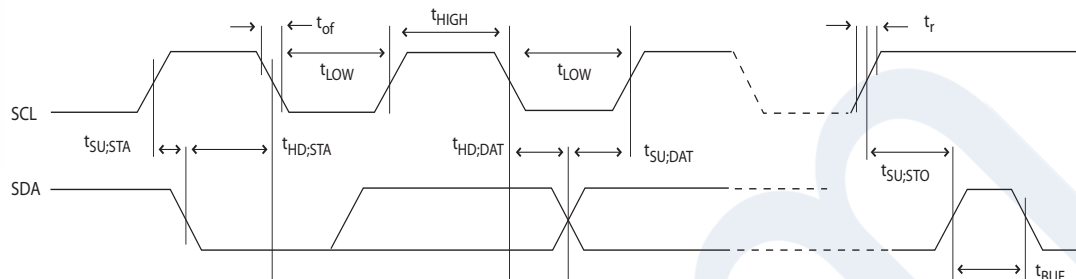 tof
tHIGH
tr
tLOW
tLOW
SCL
tSU;STA
tHD;STA
tHD;DAT
tSU;DAT
tSU;STO
SDA
tBUF